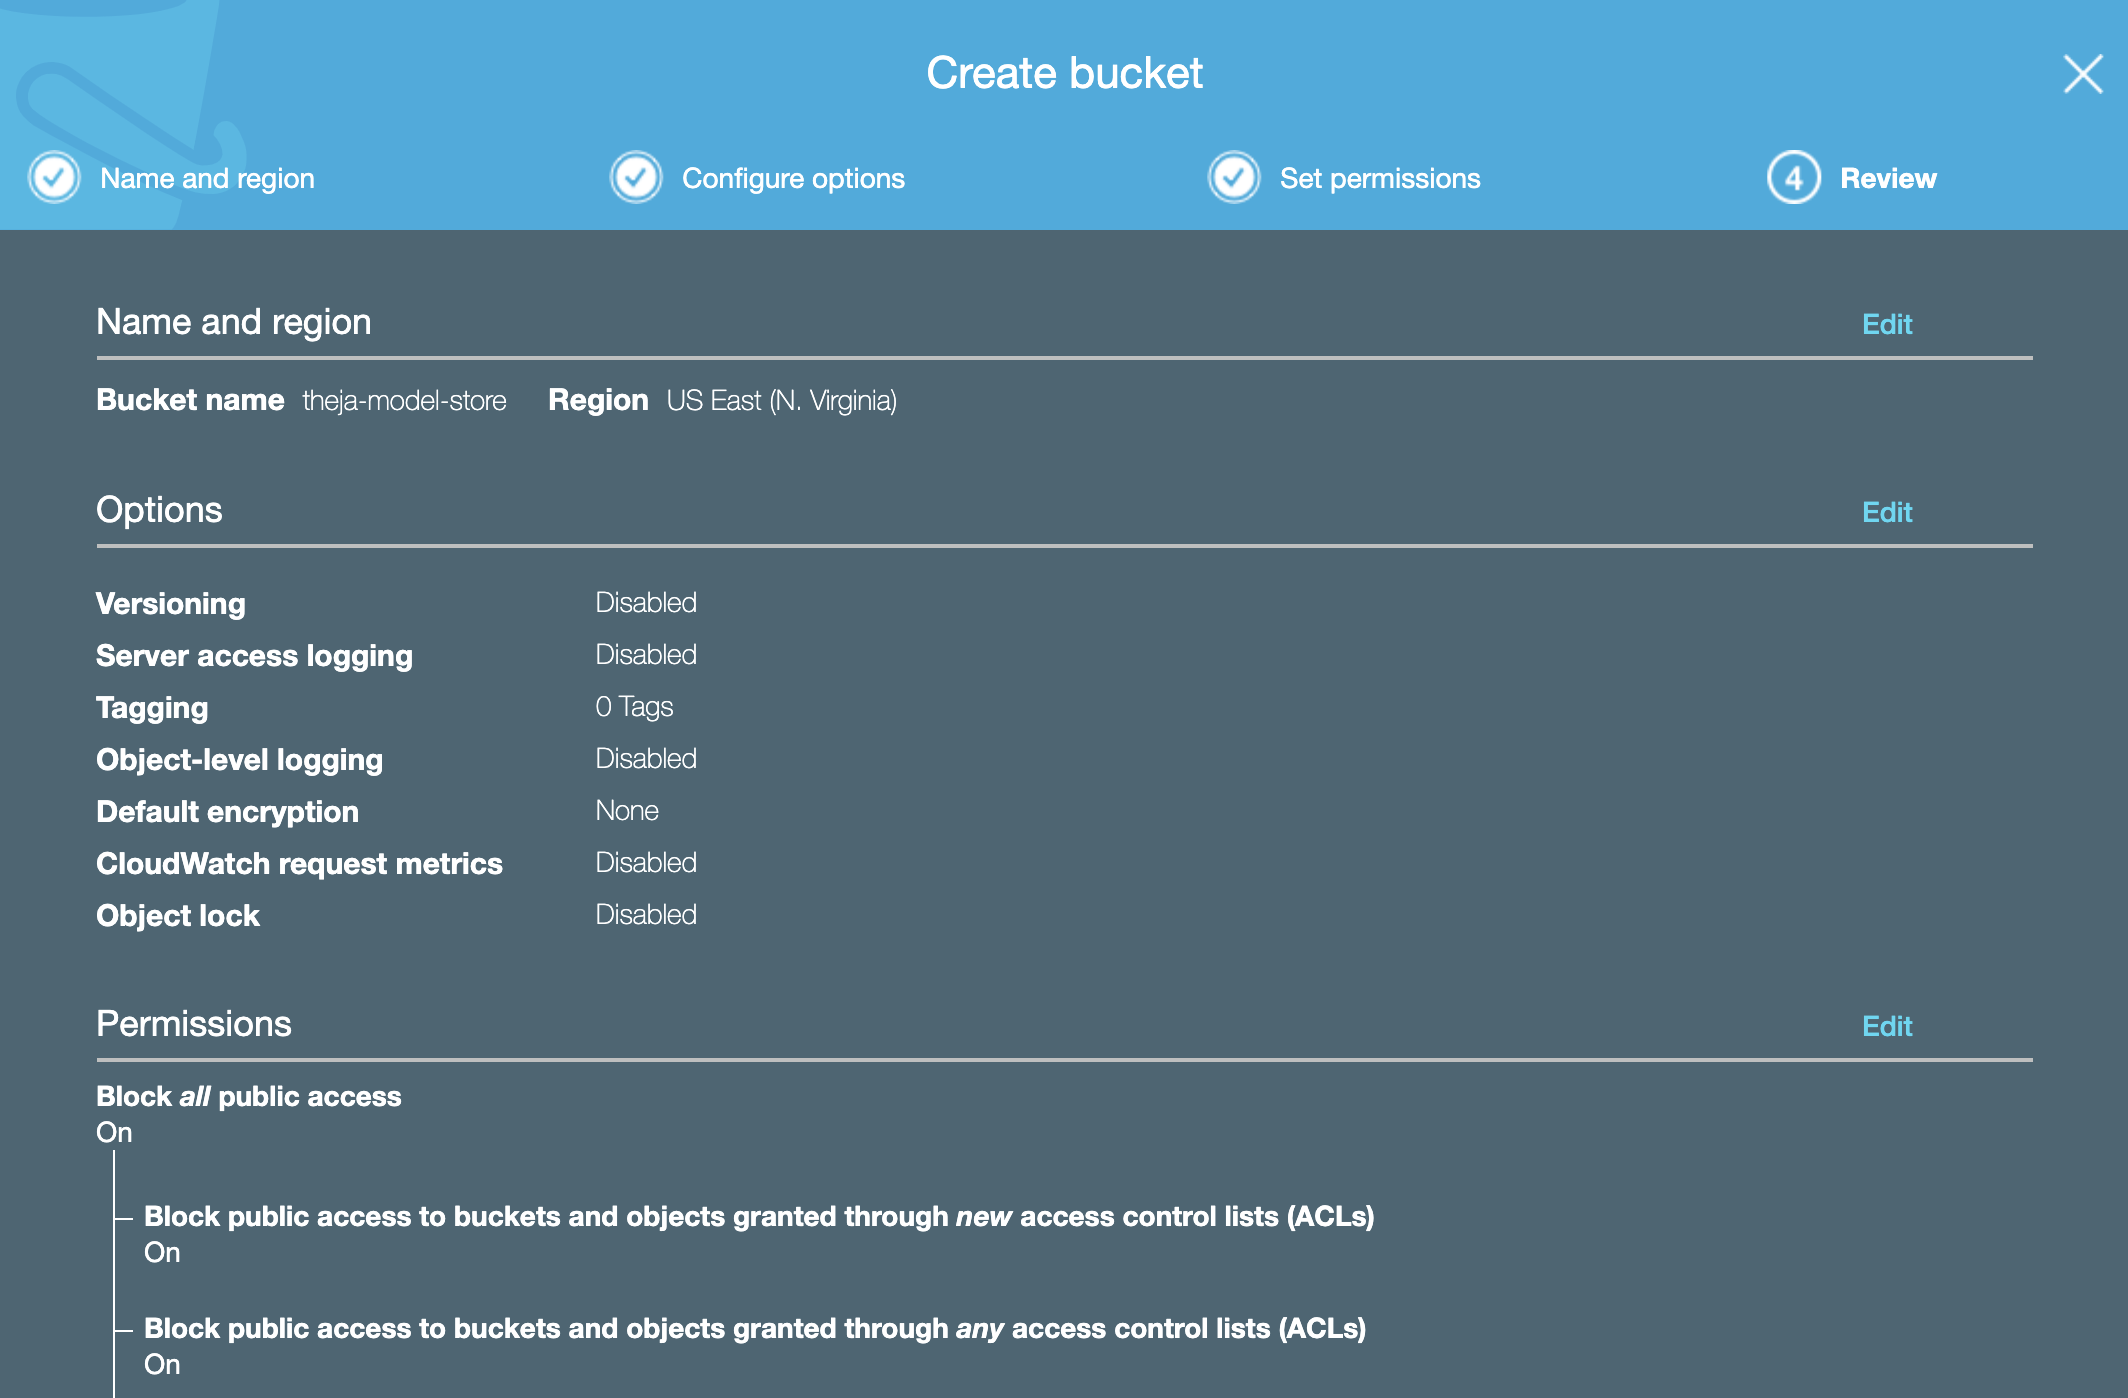 Create bucket
Name and region
Configure options
Set permissions
4 Review
Name and region Edit
Bucket name theja-model-store Region US East (N. Virginia)
Options Edit
Versioning Disabled
Server access logging Disabled
Tagging 0 Tags
Object-level logging Disabled
Default encryption None
CloudWatch request metrics Disabled
Object lock Disabled
Permissions Edit
Block all public access
On
Block public access to buckets and objects granted through new access control lists (ACLs)
On
Block public access to buckets and objects granted through any access control lists (ACLs)
On